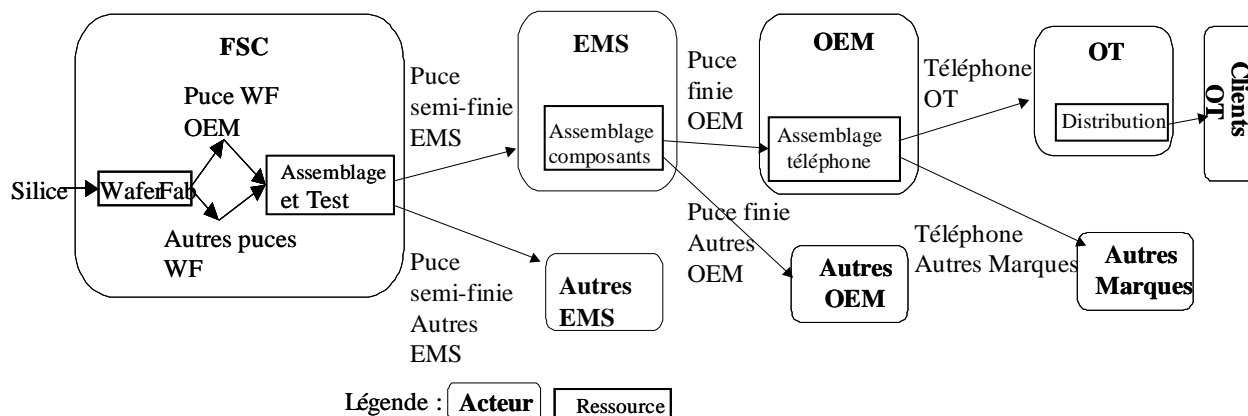 FSC
Puce WF
OEM
Silice
WaferFab
Assemblage
et Test
Autres puces
WF
Puce
semi-finie
EMS
Puce
semi-finie
Autres
EMS
EMS
Assemblage
composants
Autres
EMS
Puce
finie
OEM
Puce finie
Autres
OEM
OEM
Assemblage
téléphone
Autres
OEM
Téléphone
OT
Téléphone
Autres Marques
OT
Distribution
Autres
Marques
Clients
OT
Légende :
Acteur
Ressource